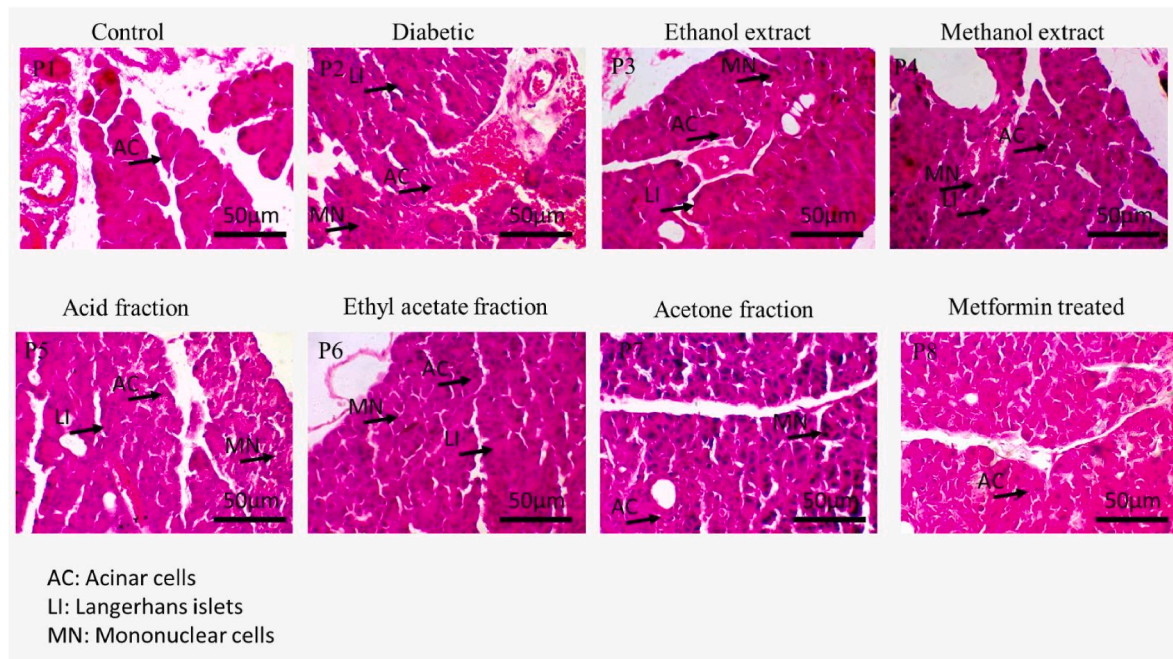 Control
Diabetic
Ethanol extract
Methanol extract
P1
AC
50μm
P2
LI
AC
MN
50μm
P3
MN
AC
LI
50μm
P4
AC
MN
LI
50μm
Acid fraction
Ethyl acetate fraction
Acetone fraction
Metformin treated
P5
AC
LI
MN
50μm
P6
AC
MN
LI
50μm
P7
MN
AC
50μm
P8
AC
50μm
AC: Acinar cells
LI: Langerhans islets
MN: Mononuclear cells